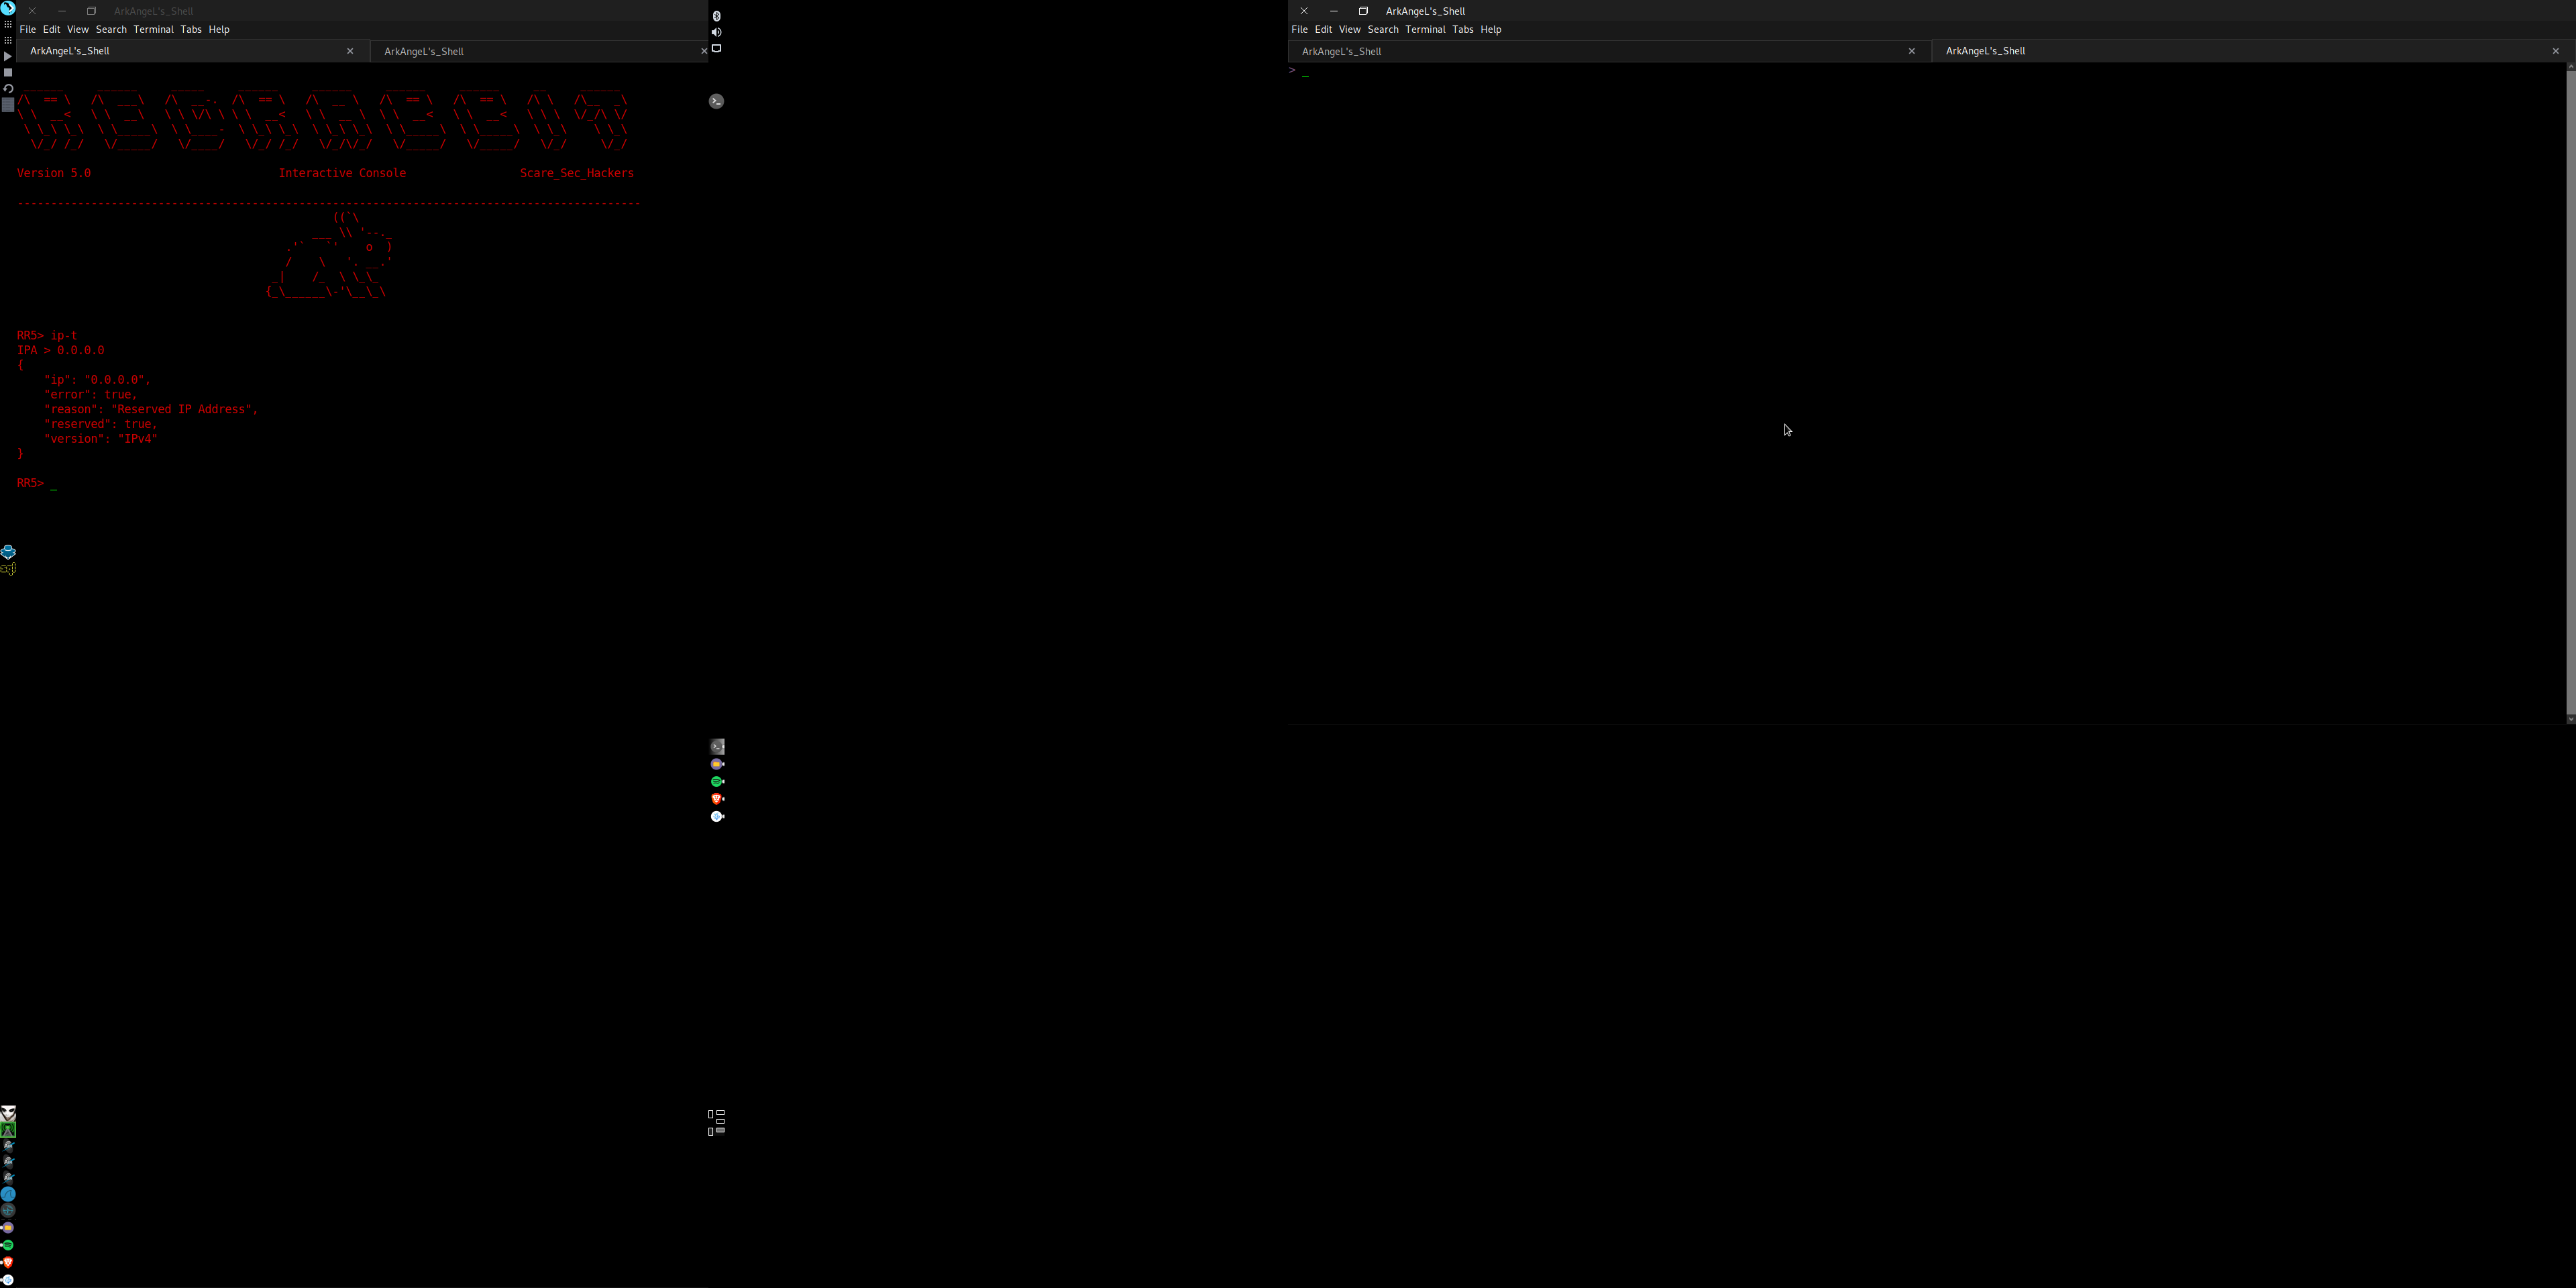 ArkAngeL's_Shell
File Edit View Search Terminal Tabs Help
ArkAngeL's_Shell ArkAngeL's_Shell
RedRabbit
Version 5.0 Interactive Console Scare_Sec_Hackers
RR5> ip-t
IPA > 0.0.0.0
{
"ip": "0.0.0.0",
"error": true,
"reason": "Reserved IP Address",
"reserved": true,
"version": "IPv4"
}
RR5> _
ArkAngeL's_Shell
File Edit View Search Terminal Tabs Help
ArkAngeL's_Shell ArkAngeL's_Shell
> _